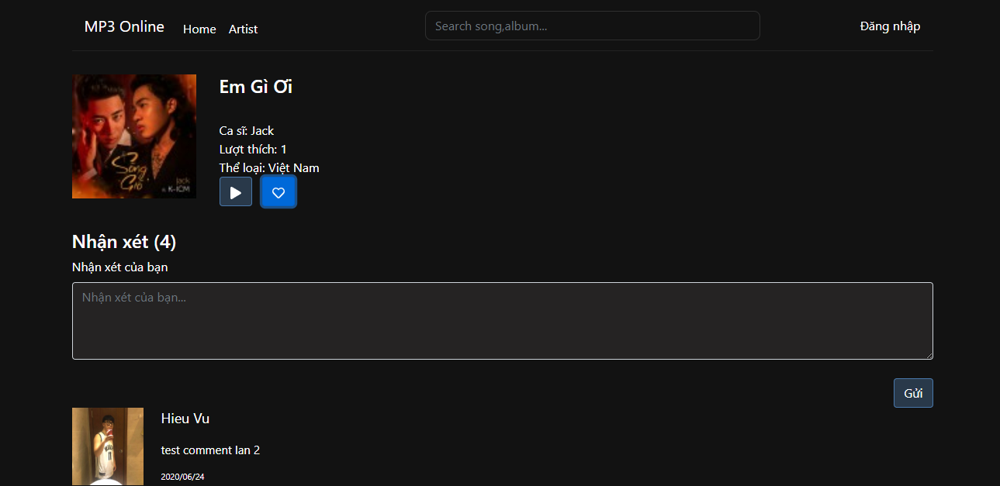 MP3 Online
Home
Artist
Search song,album...
Đăng nhập
Em Gì Ơi
Ca sĩ: Jack
Lượt thích: 1
Thể loại: Việt Nam
Sóng
Gió
Jack
& K-ICM
Nhận xét (4)
Nhận xét của bạn
Nhận xét của bạn...
Gửi
Hieu Vu
test comment lan 2
2020/06/24